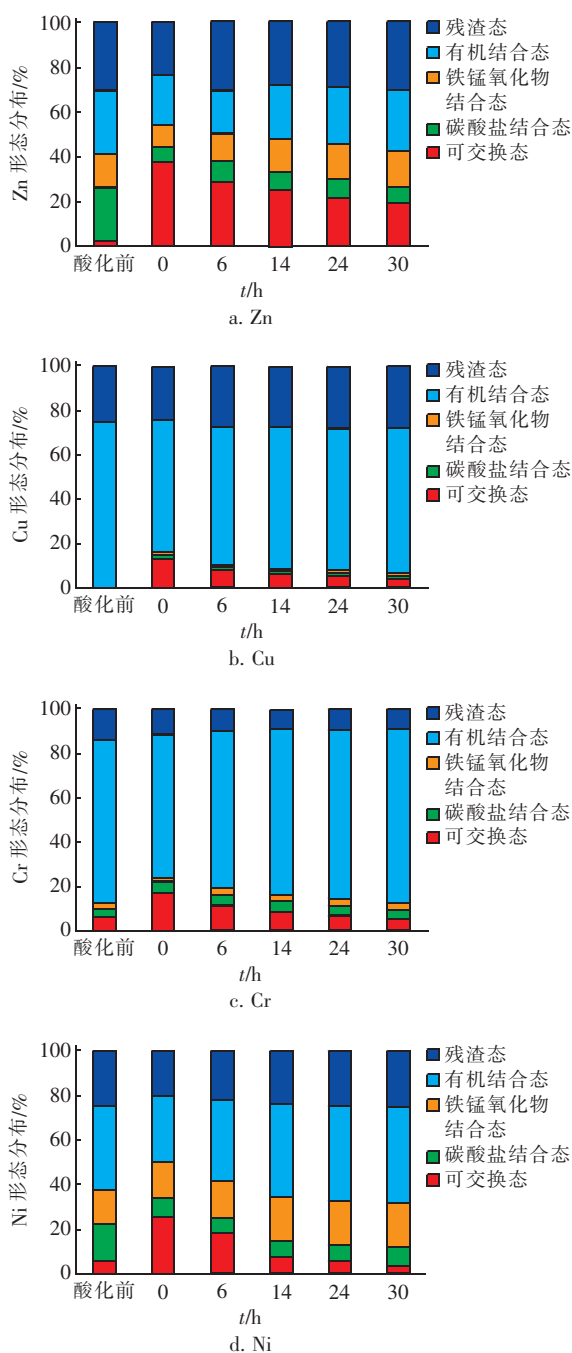 Zn 形态分布/%
100
80
60
40
20
0
酸化前 0 6 14 24 30
t/h
a. Zn
残渣态
有机结合态
铁锰氧化物
结合态
碳酸盐结合态
可交换态
Cu 形态分布/%
100
80
60
40
20
0
酸化前 0 6 14 24 30
t/h
b. Cu
残渣态
有机结合态
铁锰氧化物
结合态
碳酸盐结合态
可交换态
Cr 形态分布/%
100
80
60
40
20
0
酸化前 0 6 14 24 30
t/h
c. Cr
残渣态
有机结合态
铁锰氧化物
结合态
碳酸盐结合态
可交换态
Ni 形态分布/%
100
80
60
40
20
0
酸化前 0 6 14 24 30
t/h
d. Ni
残渣态
有机结合态
铁锰氧化物
结合态
碳酸盐结合态
可交换态